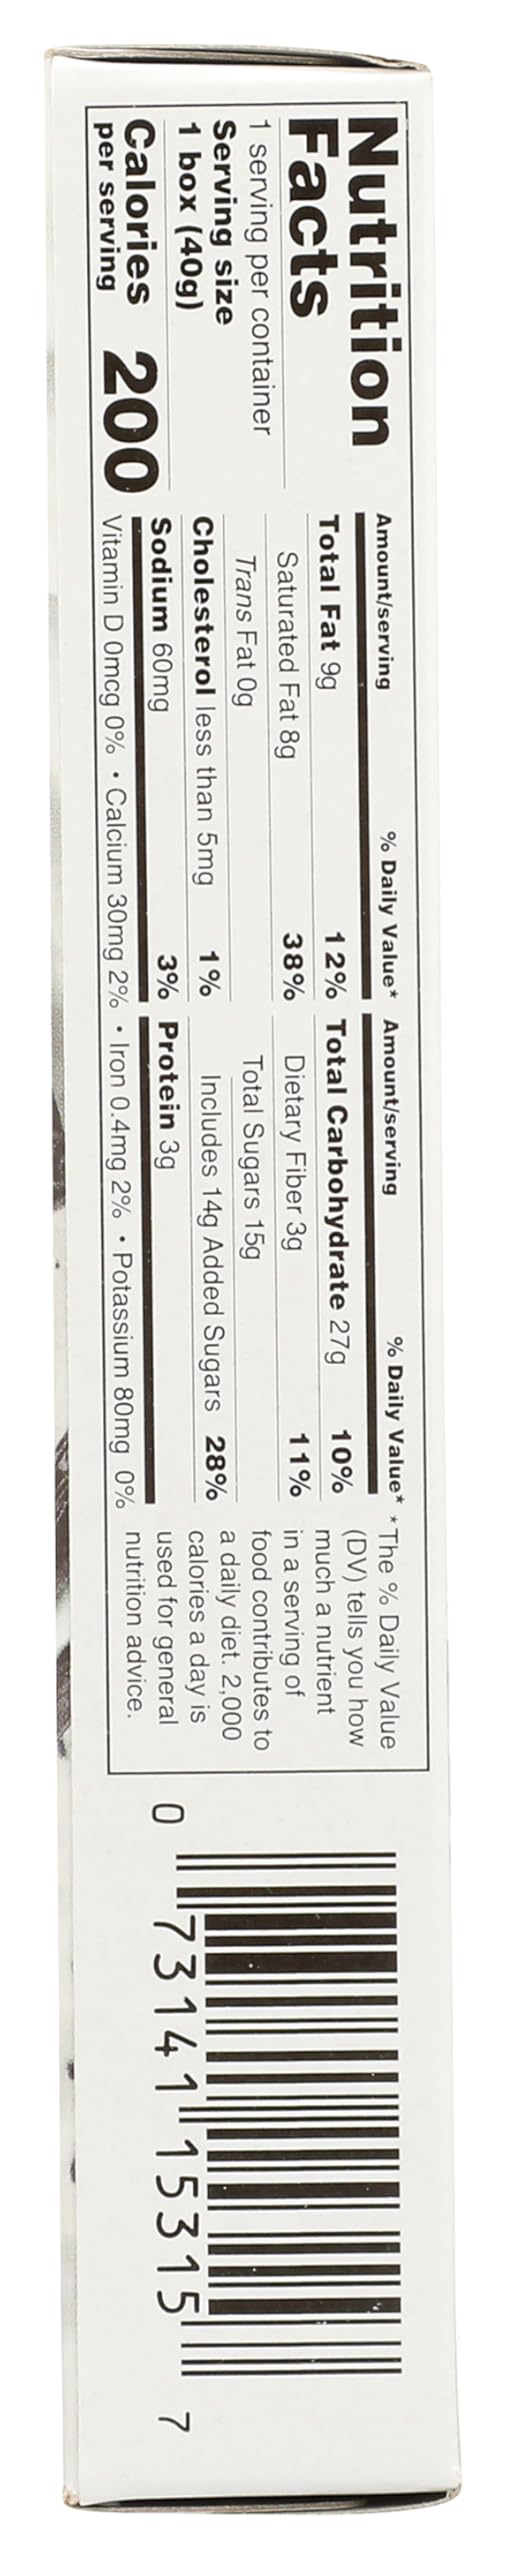 Nutrition
Facts
1 serving per container
Serving size
1 box (40g)
Calories
per serving
200
Amount/serving % Daily Value*
Total Fat 9g 12%
Saturated Fat 8g 38%
Trans Fat 0g
Cholesterol less than 5mg 1%
Sodium 60mg 3%
Amount/serving % Daily Value*
Total Carbohydrate 27g 10%
Dietary Fiber 3g 11%
Total Sugars 15g
Includes 14g Added Sugars 28%
Protein 3g
Vitamin D 0mcg 0% • Calcium 30mg 2% • Iron 0.4mg 2% • Potassium 80mg 0%
*The % Daily Value
(DV) tells you how
much a nutrient
in a serving of
food contributes to
a daily diet. 2,000
calories a day is
used for general
nutrition advice.
0 73141 15315 7